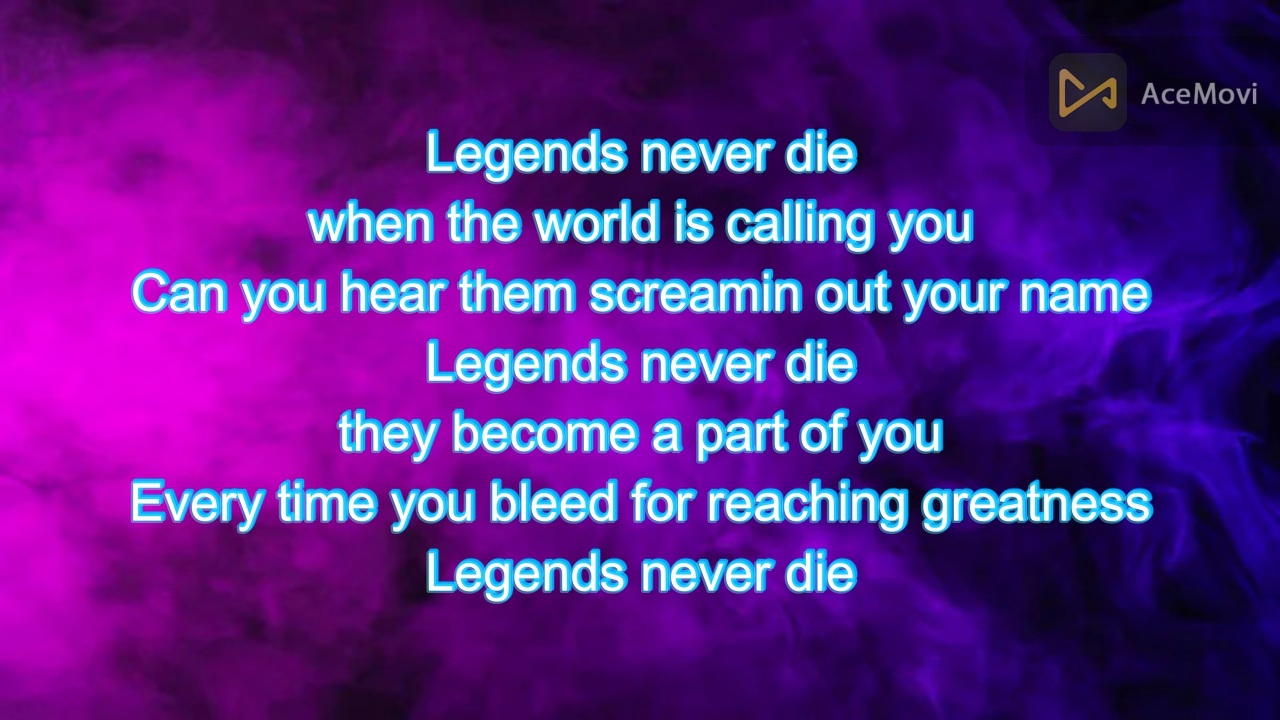 AceMovi
Legends never die
when the world is calling you
Can you hear them screamin out your name
Legends never die
they become a part of you
Every time you bleed for reaching greatness
Legends never die